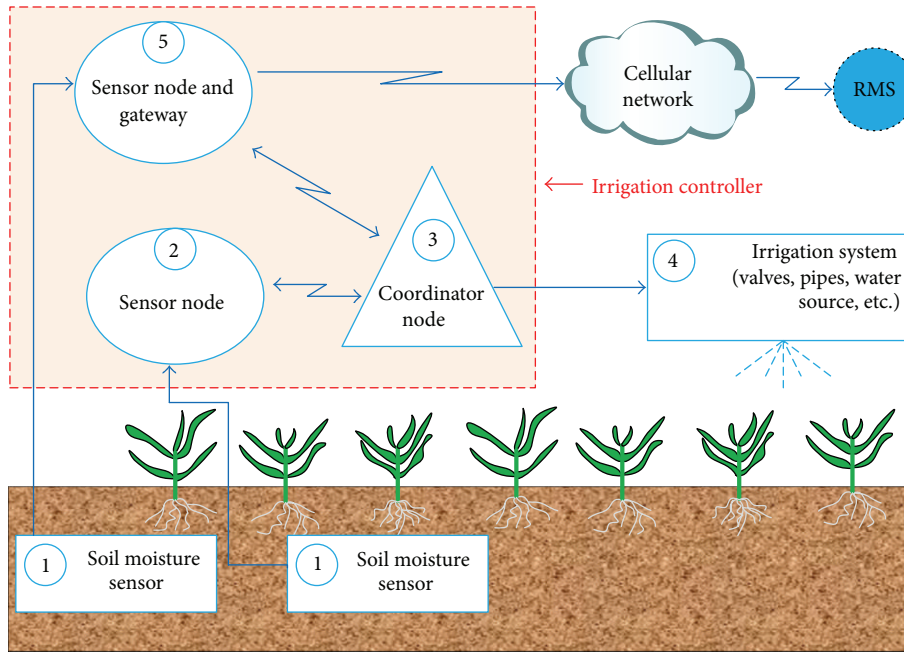 5
Sensor node and
gateway
Cellular
network
RMS
Irrigation controller
2
Sensor node
3
Coordinator
node
4
Irrigation system
(valves, pipes, water
source, etc.)
1
Soil moisture
sensor
1
Soil moisture
sensor